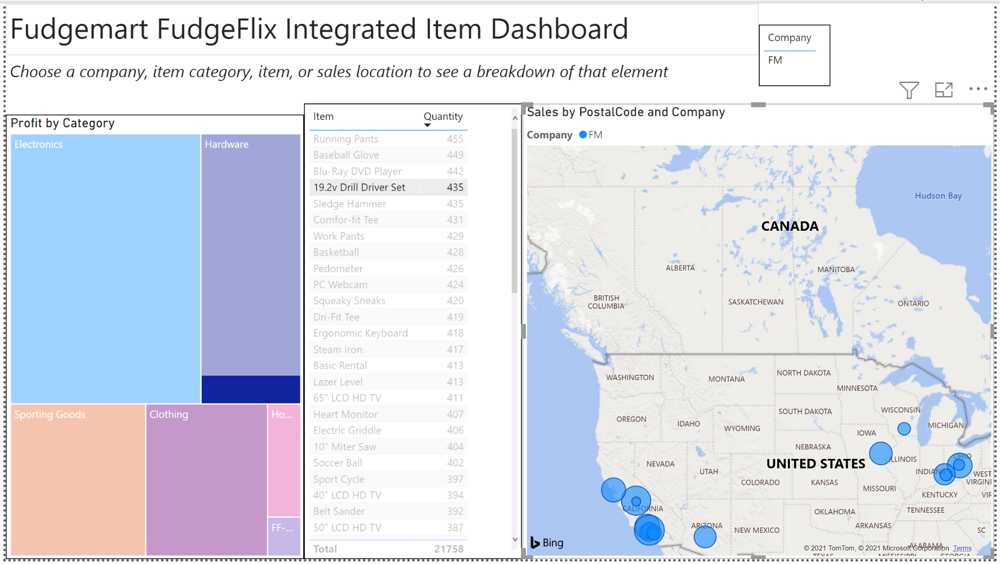 Fudgemart FudgeFlix Integrated Item Dashboard
Choose a company, item category, item, or sales location to see a breakdown of that element
Company
FM
Profit by Category
Electronics
Hardware
Sporting Goods
Clothing
Ho...
FF-...
Item Quantity
Running Pants 455
Baseball Glove 449
Blu-Ray DVD Player 442
19.2v Drill Driver Set 435
Sledge Hammer 435
Comfor-fit Tee 431
Work Pants 429
Basketball 428
Pedometer 426
PC Webcam 424
Squeaky Sneaks 420
Dri-Fit Tee 419
Ergonomic Keyboard 418
Steam Iron 417
Basic Rental 413
Lazer Level 413
65" LCD HD TV 411
Heart Monitor 407
Electric Griddle 406
10" Miter Saw 404
Soccer Ball 402
Sport Cycle 397
40" LCD HD TV 394
Belt Sander 392
50" LCD HD TV 387
Total 21758
Sales by PostalCode and Company
Company FM
Hudson Bay
CANADA
ALBERTA
MANITOBA
BRITISH
COLUMBIA
SASKATCHEWAN
ONTARIO
WASHINGTON
MONTANA
NORTH DAKOTA
MINNESOTA
OREGON
IDAHO
WYOMING
SOUTH DAKOTA
WISCONSIN
MICHIGAN
IOWA
NEBRASKA
NEVADA
UTAH
UNITED STATES
ILLINOIS
INDIANA
OHIO
WEST
VIRGINI
COLORADO
KANSAS
MISSOURI
KENTUCKY
VIR
CALIFORNIA
OKLAHOMA
TENNESSEE
ARIZONA
NEW MEXICO
ARKANSAS
SC
ALABAMA
TEXAS
MISSISSIPPI
GEORGIA
Bing
© 2021 TomTom, © 2021 Microsoft Corporation Terms